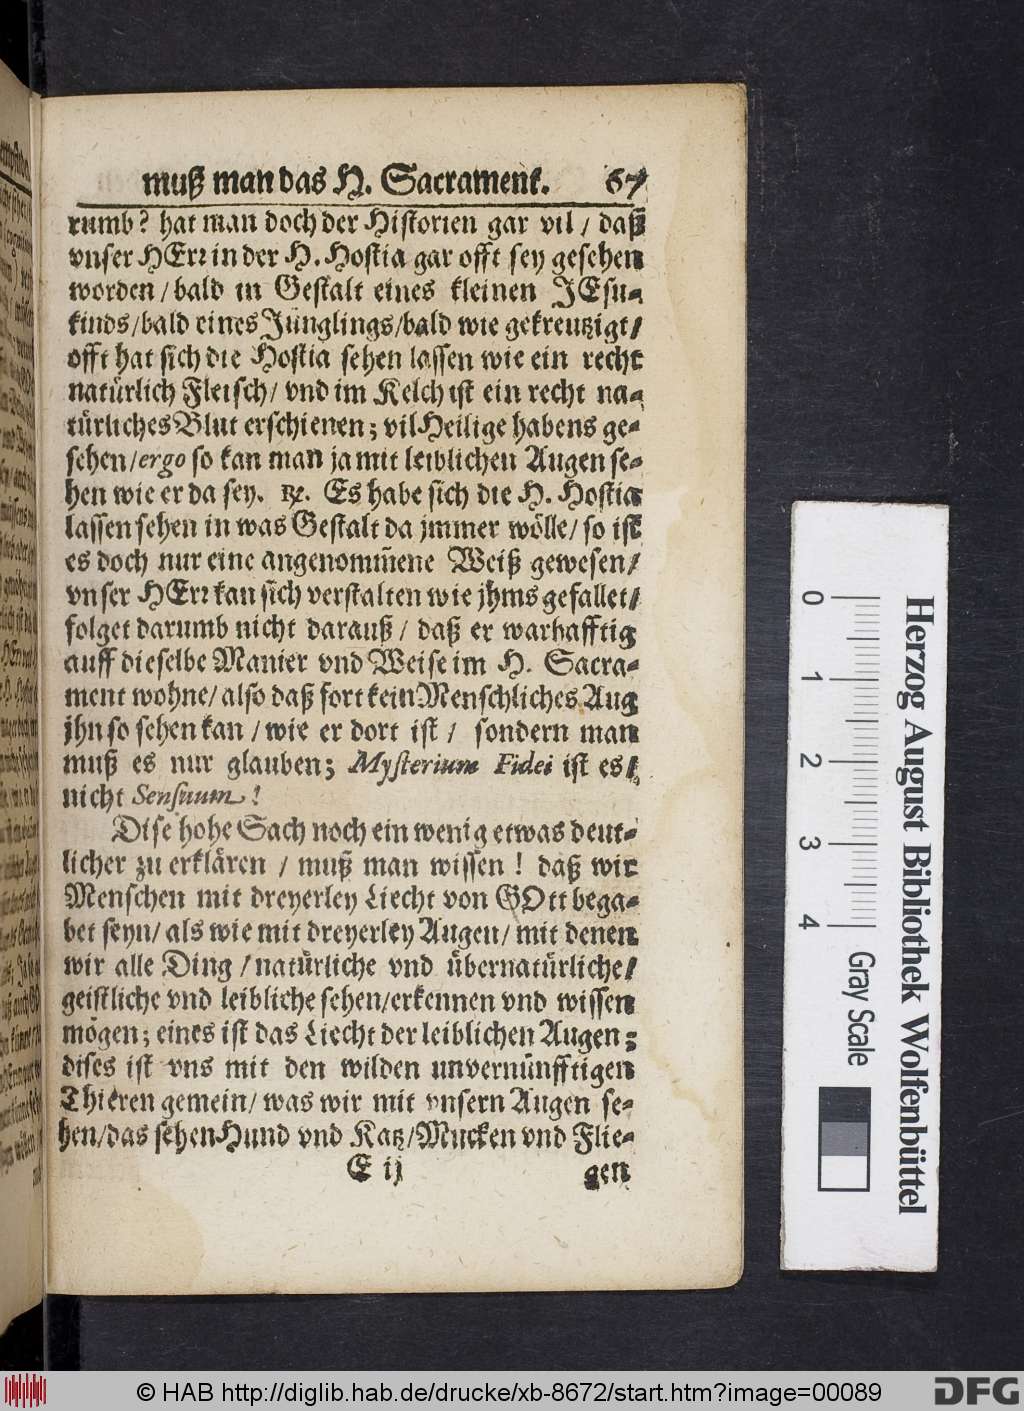 muß man das H. Sacrament. 67
rumb? hat man doch der Historien gar vil / daß
vnser HErr in der H. Hostia gar offt sey gesehen
worden / bald in Gestalt eines kleinen JEsu-
kinds / bald eines Jünglings / bald wie gekreutzigt /
offt hat sich die Hostia sehen lassen wie ein recht
natürlich Fleisch / vnd im Kelch ist ein recht na-
türliches Blut erschienen; vil Heilige habens ge-
sehen / ergo so kan man ja mit leiblichen Augen se-
hen wie er da sey. ꝶ. Es habe sich die H. Hostia
lassen sehen in was Gestalt da jmmer wölle / so ist
es doch nur eine angenom̃ene Weiß gewesen /
vnser HErr kan sich verstalten wie jhms gefallet /
folget darumb nicht darauß / daß er warhafftig
auff dieselbe Manier vnd Weise im H. Sacra-
ment wohne / also daß fort kein Menschliches Aug
jhn so sehen kan / wie er dort ist / sondern man
muß es nur glauben; Mysterium Fidei ist es /
nicht Sensuum!
Dise hohe Sach noch ein wenig etwas deut-
licher zu erklären / muß man wissen! daß wir
Menschen mit dreyerley Liecht von GOtt bega-
bet seyn / als wie mit dreyerley Augen / mit denen
wir alle Ding / natürliche vnd übernatürliche /
geistliche vnd leibliche sehen / erkennen vnd wissen
mögen; eines ist das Liecht der leiblichen Augen;
dises ist vns mit den wilden unvernünfftigen
Thieren gemein / was wir mit vnsern Augen se-
hen / das sehen Hund vnd Katz / Mucken vnd Flie-
E ij gen
0 1 2 3 4
Herzog August Bibliothek Wolfenbüttel
Gray Scale
© HAB http://diglib.hab.de/drucke/xb-8672/start.htm?image=00089
DFG